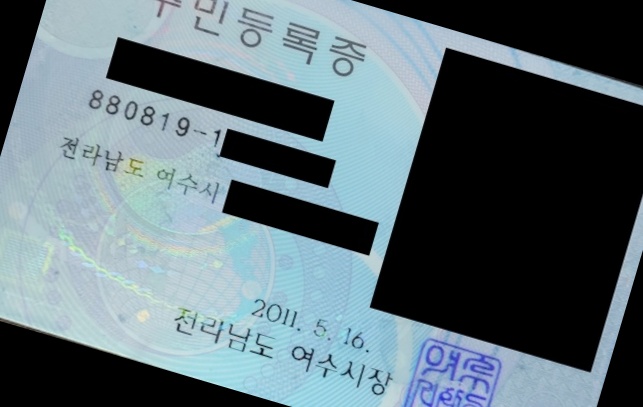 주민등록증
880819-1
전라남도 여수시
2011. 5. 16.
전라남도 여수시장